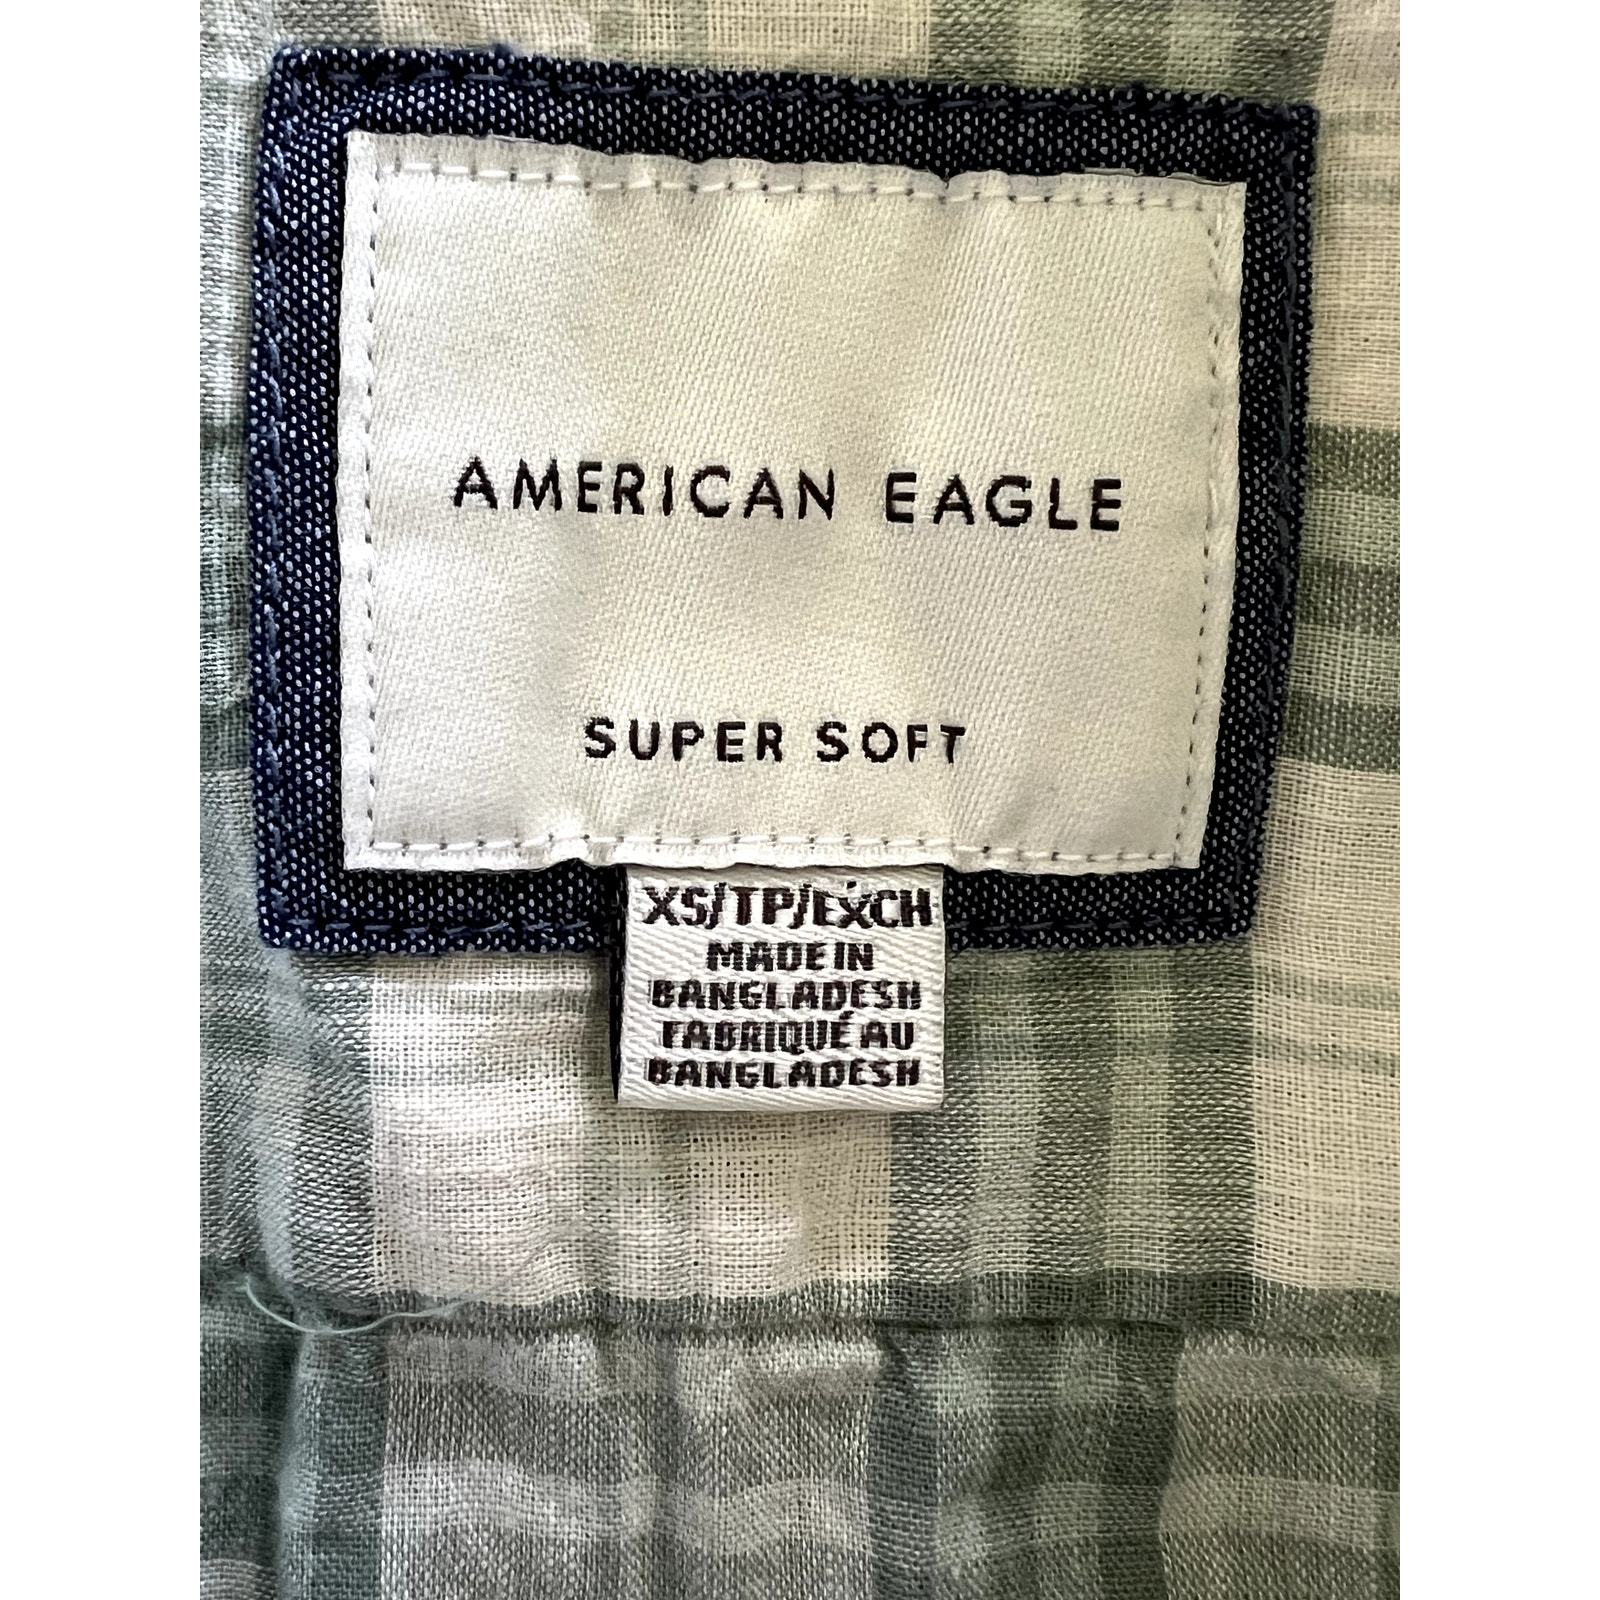 AMERICAN EAGLE
SUPER SOFT
XS/TP/EXCH
MADE IN
BANGLADESH
FABRIQUÉ AU
BANGLADESH